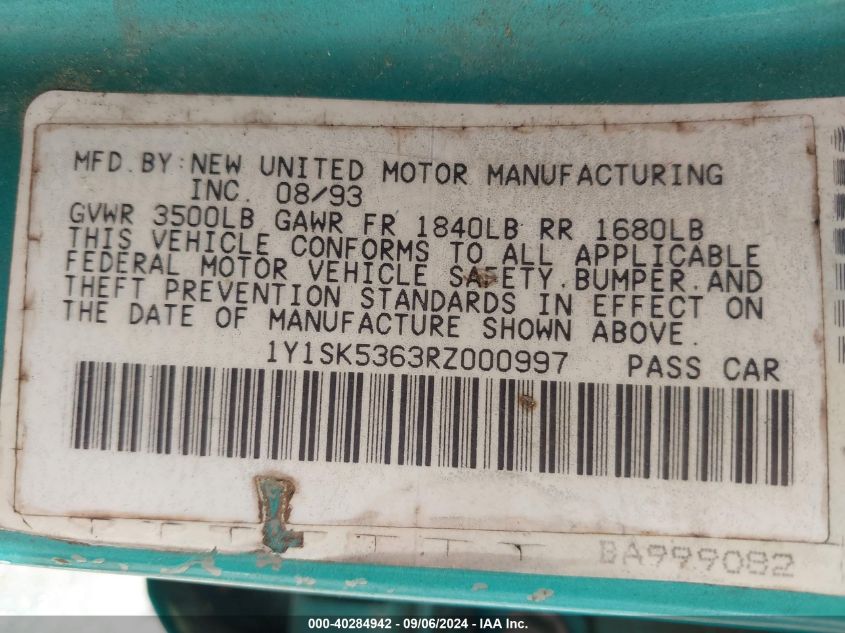 MFD.BY:NEW UNITED MOTOR MANUFACTURING
INC. 08/93
GVWR 3500LB GAWR FR 1840LB RR 1680LB
THIS VEHICLE CONFORMS TO ALL APPLICABLE
FEDERAL MOTOR VEHICLE SAFETY.BUMPER.AND
THEFT PREVENTION STANDARDS IN EFFECT ON
THE DATE OF MANUFACTURE SHOWN ABOVE.
1Y1SK5363RZ000997 PASS CAR
BA999082
000-40284942 - 09/06/2024 - IAA Inc.